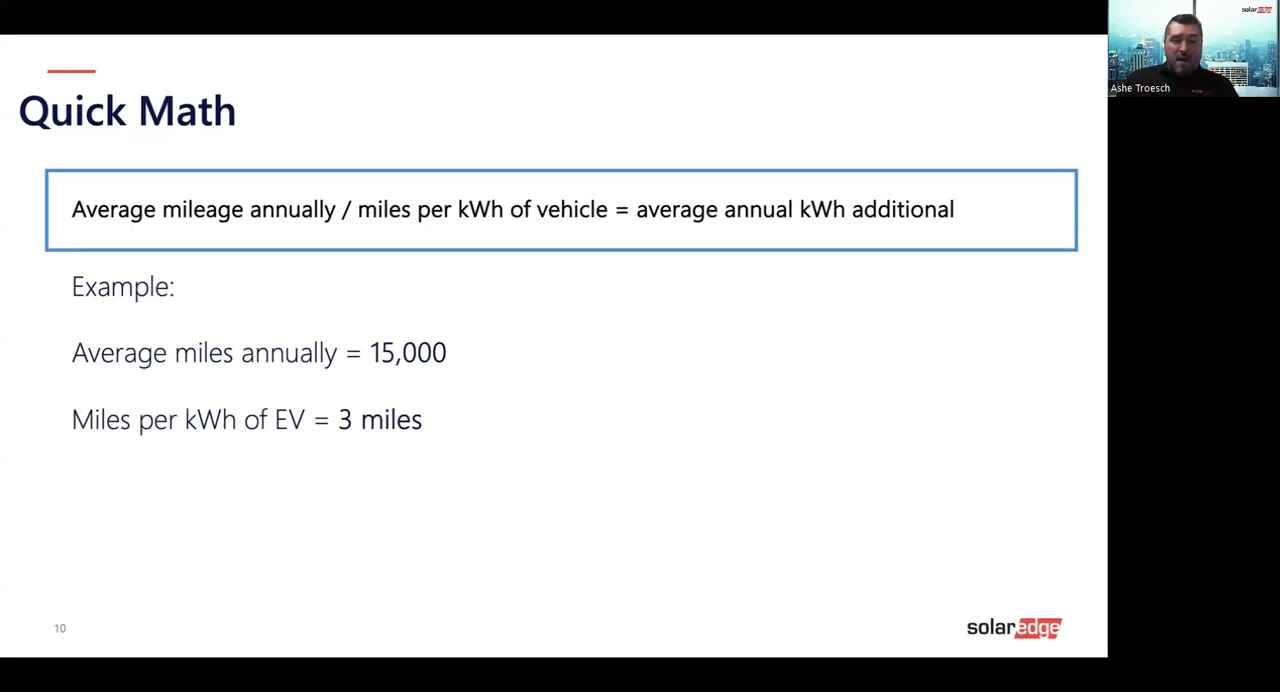 solaredge
Ashe Troesch
Quick Math
Average mileage annually / miles per kWh of vehicle = average annual kWh additional
Example:
Average miles annually = 15,000
Miles per kWh of EV = 3 miles
10
solaredge